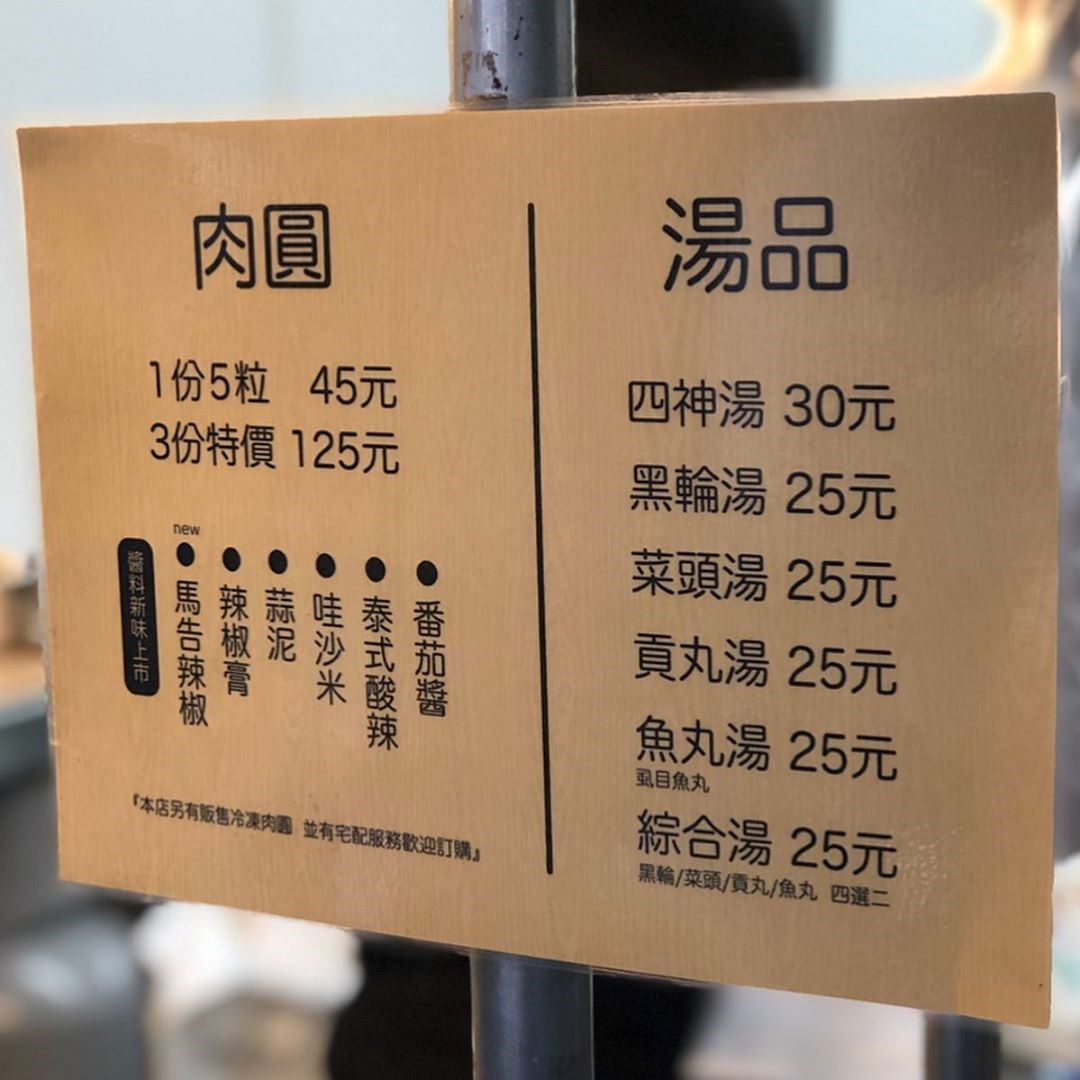 肉圓
1份5粒 45元
3份特價 125元
new
醬料新味上市
●馬告辣椒
●辣椒膏
●蒜泥
●哇沙米
●泰式酸辣
●番茄醬
『本店另有販售冷凍肉圓 並有宅配服務歡迎訂購』
湯品
四神湯 30元
黑輪湯 25元
菜頭湯 25元
貢丸湯 25元
魚丸湯 25元
虱目魚丸
綜合湯 25元
黑輪/菜頭/貢丸/魚丸 四選二